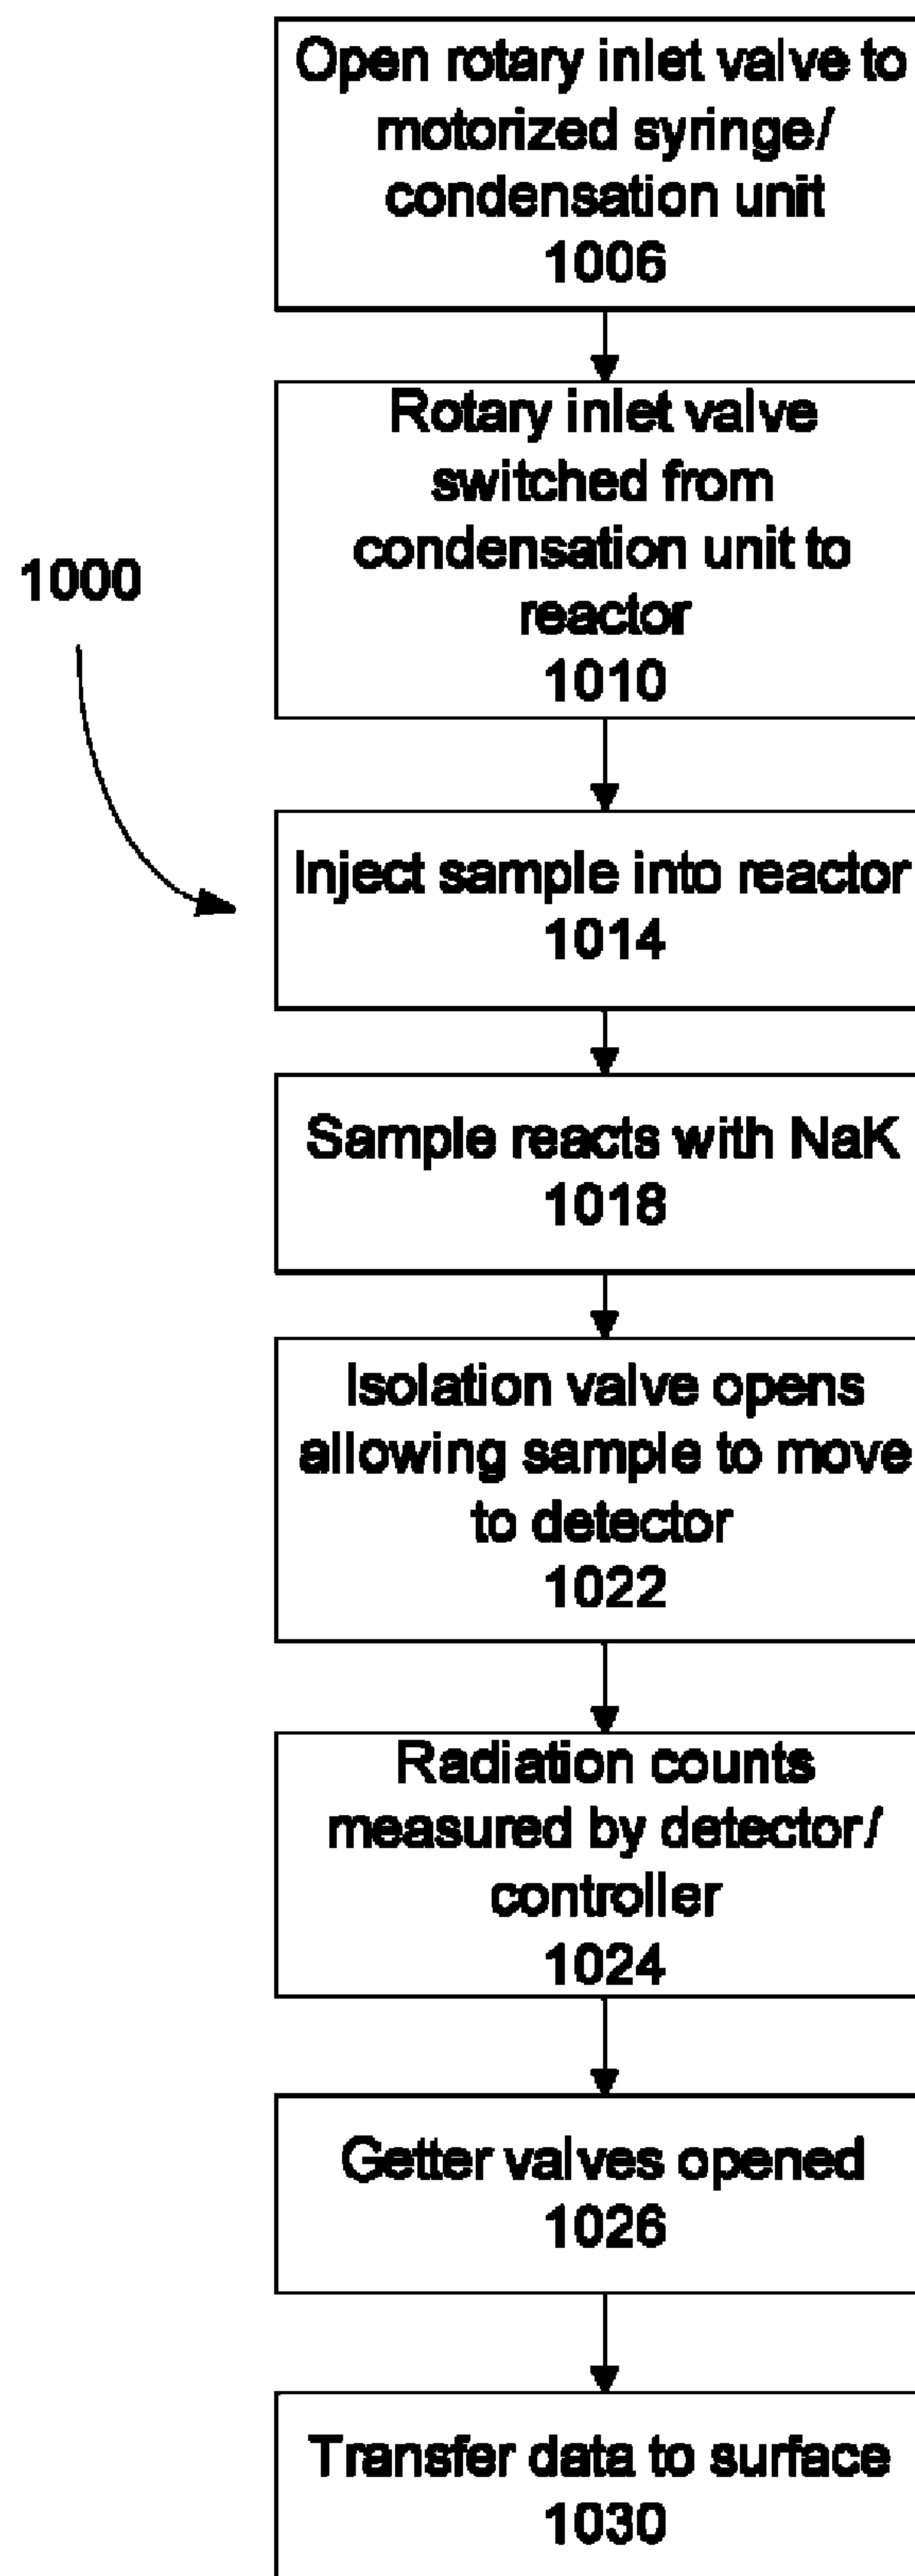 Open rotary inlet valve to
motorized syringe/
condensation unit
1006
Rotary inlet valve
switched from
condensation unit to
reactor
1010
1000
Inject sample into reactor
1014
Sample reacts with NaK
1018
Isolation valve opens
allowing sample to move
to detector
1022
Radiation counts
measured by detector/
controller
1024
Getter valves opened
1026
Transfer data to surface
1030